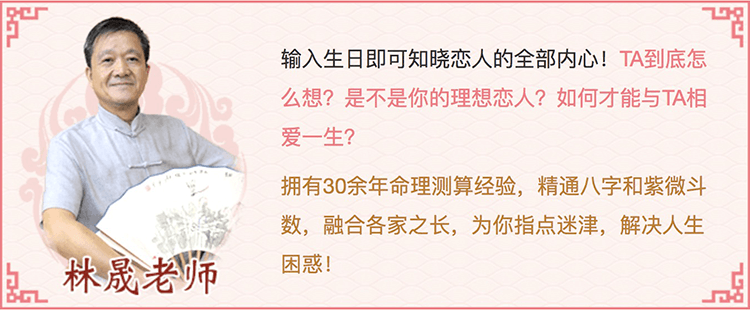 输入生日即可知晓恋人的全部内心！TA到底怎
么想？是不是你的理想恋人？如何才能与TA相
爱一生？
拥有30余年命理测算经验，精通八字和紫微斗
数，融合各家之长，为你指点迷津，解决人生
困惑！
林晟老师